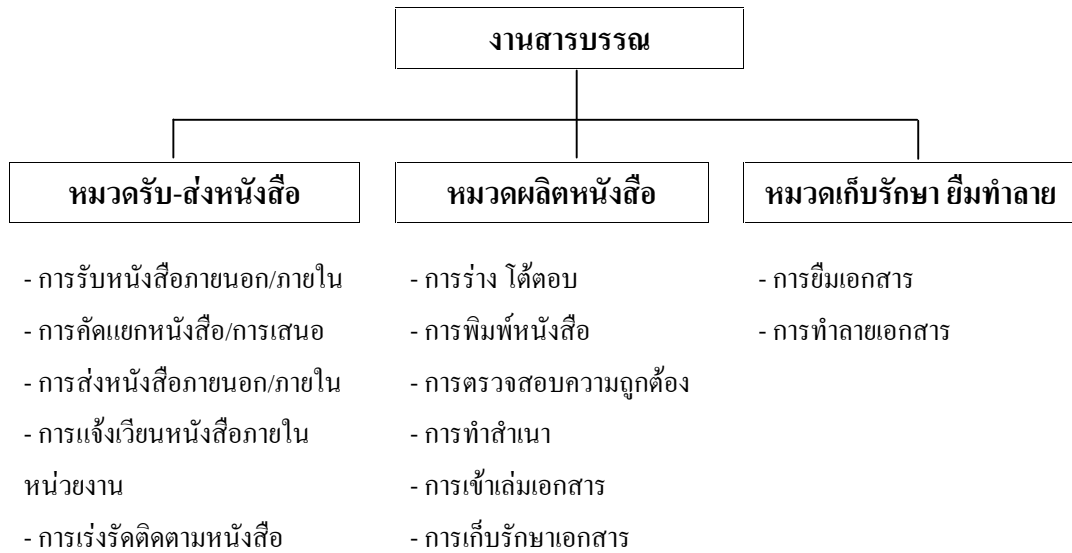 งานสารบรรณ
หมวดรับ-ส่งหนังสือ
- การรับหนังสือภายนอก/ภายใน
- การคัดแยกหนังสือ/การเสนอ
- การส่งหนังสือภายนอก/ภายใน
- การแจ้งเวียนหนังสือภายใน
หน่วยงาน
- การเร่งรัดติดตามหนังสือ
หมวดผลิตหนังสือ
- การร่าง โต้ตอบ
- การพิมพ์หนังสือ
- การตรวจสอบความถูกต้อง
- การทำสำเนา
- การเข้าเล่มเอกสาร
- การเก็บรักษาเอกสาร
หมวดเก็บรักษา ยืมทำลาย
- การยืมเอกสาร
- การทำลายเอกสาร